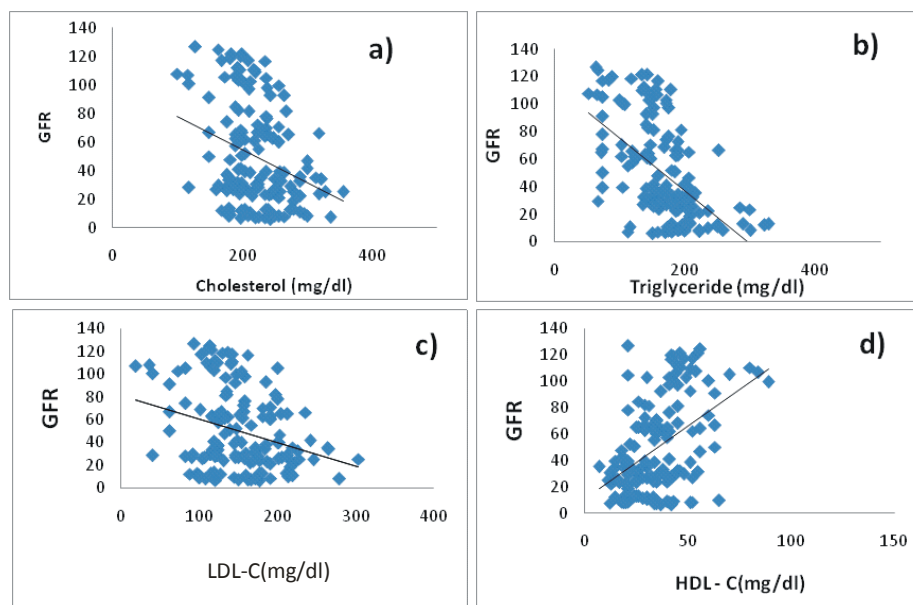 a)
140
120
100
80
60
40
20
0
GFR
0 200 400
Cholesterol (mg/dl)
b)
140
120
100
80
60
40
20
0
GFR
0 200 400
Triglyceride (mg/dl)
c)
140
120
100
80
60
40
20
0
GFR
0 100 200 300 400
LDL-C(mg/dl)
d)
140
120
100
80
60
40
20
0
GFR
0 50 100 150
HDL - C(mg/dl)